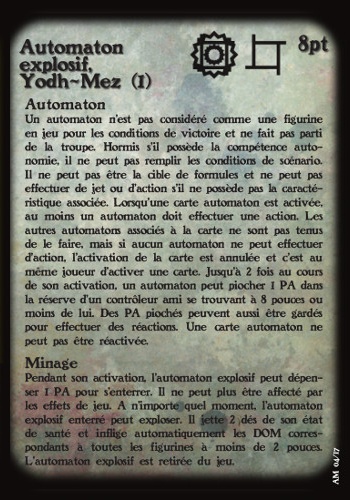 Automaton
explosif,
Yodh~Mez (1)
8pt
Automaton
Un automaton n'est pas considéré comme une figurine
en jeu pour les conditions de victoire et ne fait pas parti
de la troupe. Hormis s'il possède la compétence auto-
nomie, il ne peut pas remplir les conditions de scénario.
Il ne peut pas être la cible de formules et ne peut pas
effectuer de jet ou d'action s'il ne possède pas la caracté-
ristique associée. Lorsqu'une carte automaton est activée,
au moins un automaton doit effectuer une action. Les
autres automatons associés à la carte ne sont pas tenus
de le faire, mais si aucun automaton ne peut effectuer
d'action, l'activation de la carte est annulée et c'est au
même joueur d'activer une carte. Jusqu'à 2 fois au cours
de son activation, un automaton peut piocher 1 PA dans
la réserve d'un contrôleur ami se trouvant à 8 pouces ou
moins de lui. Des PA piochés peuvent aussi être gardés
pour effectuer des réactions. Une carte automaton ne
peut pas être réactivée.
Minage
Pendant son activation, l'automaton explosif peut dépen-
ser 1 PA pour s'enterrer. Il ne peut plus être affecté par
les effets de jeu. A n'importe quel moment, l'automaton
explosif enterré peut exploser. Il jette 2 dés de son état
de santé et inflige automatiquement les DOM corres-
pondants à toutes les figurines à moins de 2 pouces.
L'automaton explosif est retirée du jeu.
AM 04/17